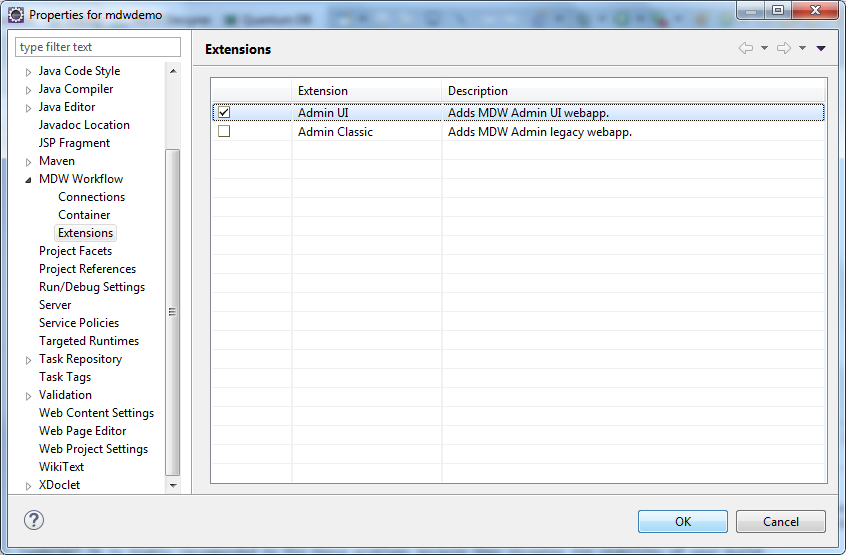 Properties for mdwdemo
type filter text
Java Code Style
Java Compiler
Java Editor
Javadoc Location
JSP Fragment
Maven
MDW Workflow
Connections
Container
Extensions
Project Facets
Project References
Run/Debug Settings
Server
Service Policies
Targeted Runtimes
Task Repository
Task Tags
Validation
Web Content Settings
Web Page Editor
Web Project Settings
WikiText
XDoclet
Extensions
Extension Description
Admin UI Adds MDW Admin UI webapp.
Admin Classic Adds MDW Admin legacy webapp.
OK Cancel